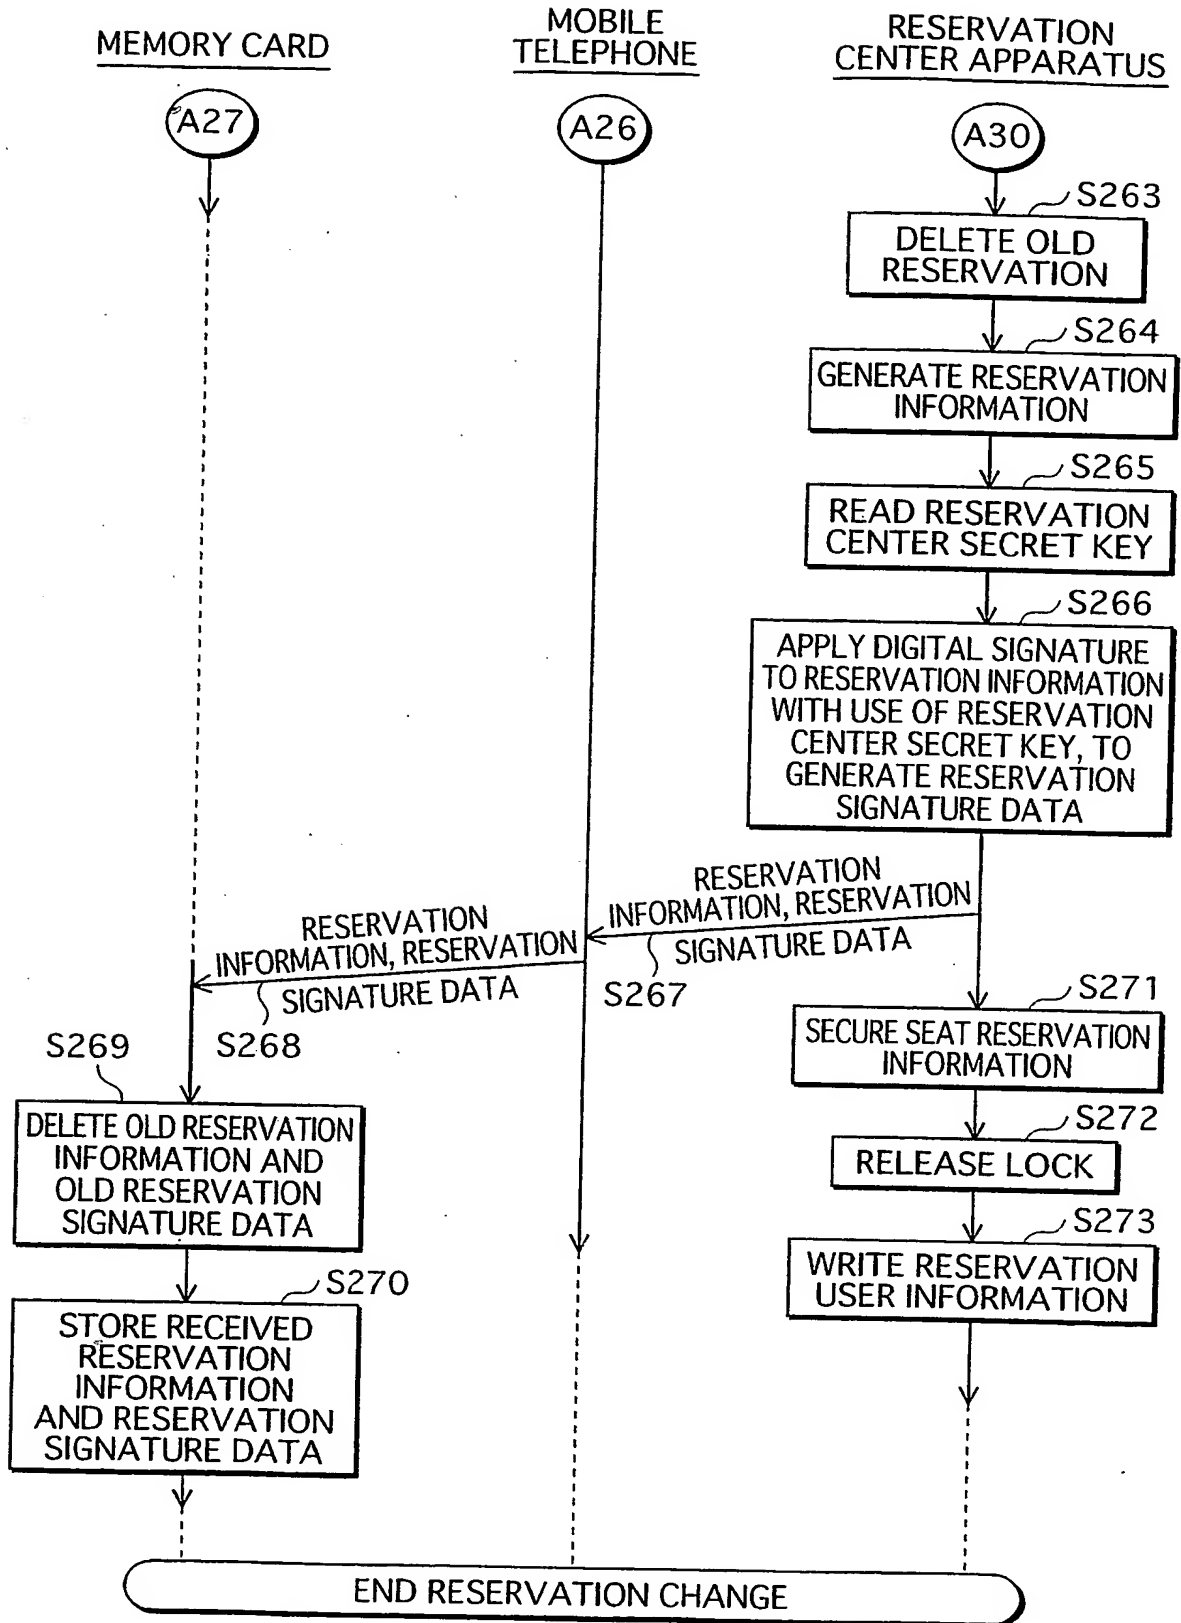 MEMORY CARD
MOBILE
TELEPHONE
RESERVATION
CENTER APPARATUS
A27
A26
A30
S263
DELETE OLD
RESERVATION
S264
GENERATE RESERVATION
INFORMATION
S265
READ RESERVATION
CENTER SECRET KEY
S266
APPLY DIGITAL SIGNATURE
TO RESERVATION INFORMATION
WITH USE OF RESERVATION
CENTER SECRET KEY, TO
GENERATE RESERVATION
SIGNATURE DATA
RESERVATION
INFORMATION, RESERVATION
SIGNATURE DATA
S267
RESERVATION
INFORMATION, RESERVATION
SIGNATURE DATA
S268
S269
DELETE OLD RESERVATION
INFORMATION AND
OLD RESERVATION
SIGNATURE DATA
S270
STORE RECEIVED
RESERVATION
INFORMATION
AND RESERVATION
SIGNATURE DATA
S271
SECURE SEAT RESERVATION
INFORMATION
S272
RELEASE LOCK
S273
WRITE RESERVATION
USER INFORMATION
END RESERVATION CHANGE